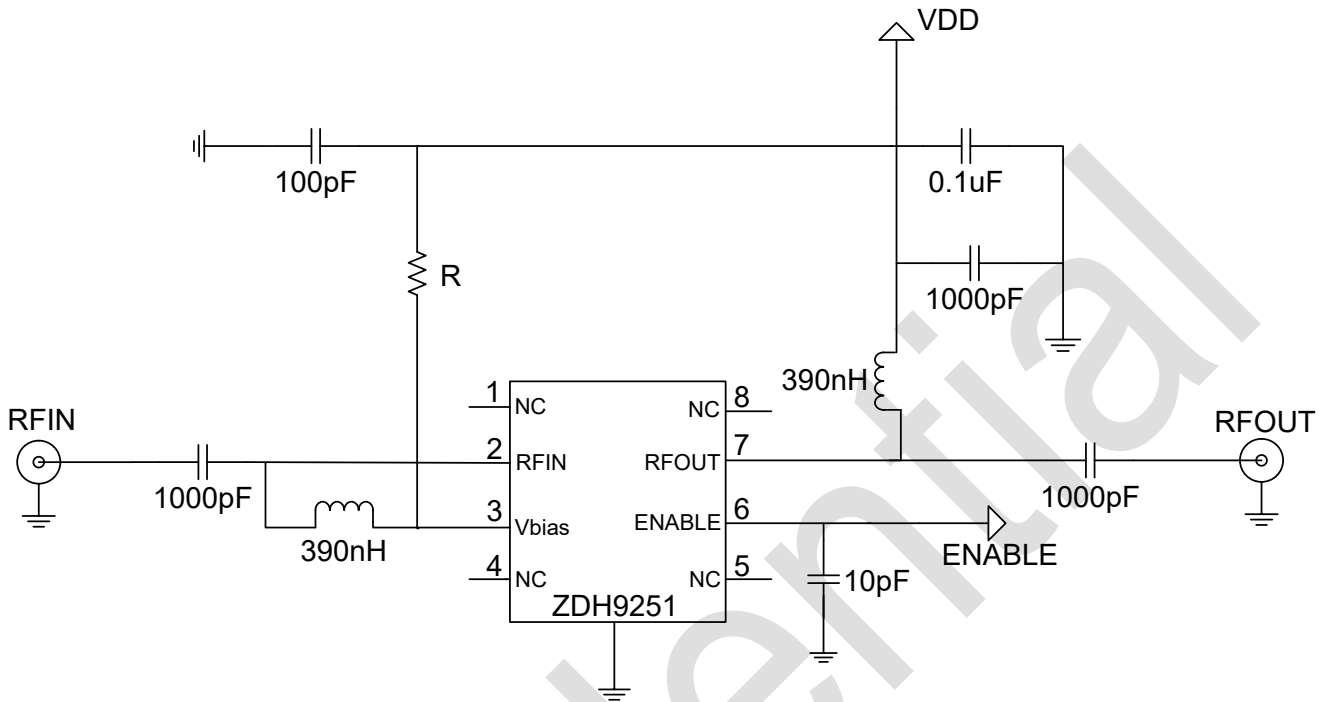 VDD
100pF
0.1uF
R
1000pF
390nH
1
NC
NC
8
RFIN
2
RFIN
RFOUT
7
RFOUT
1000pF
1000pF
3
Vbias
ENABLE
6
390nH
ENABLE
4
NC
NC
5
10pF
ZDH9251